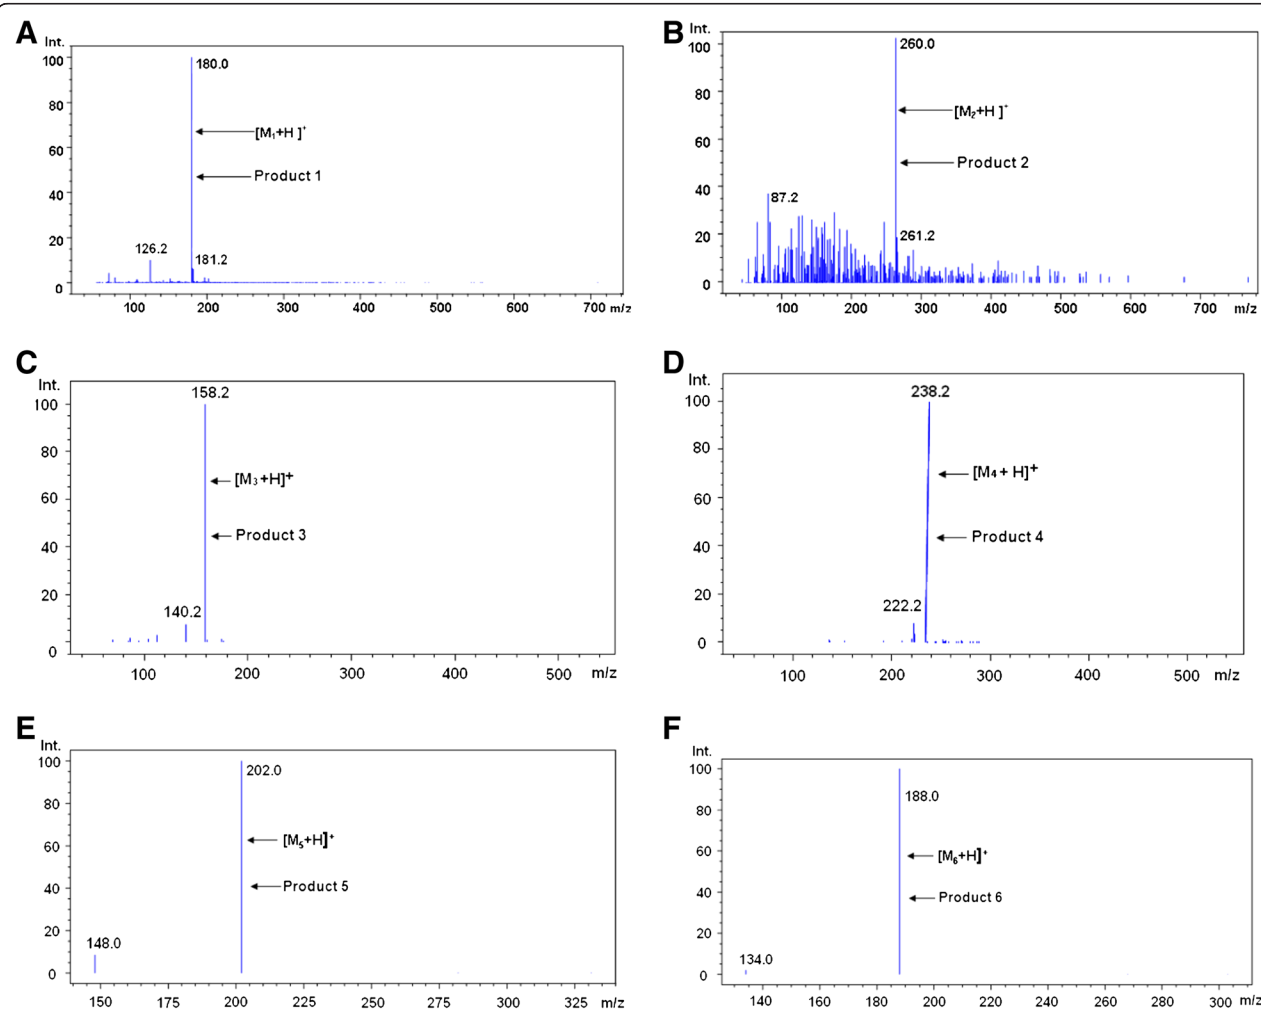 A
Int.
100
80
60
40
20
0
180.0
[M₁+H ]⁺
Product 1
126.2
181.2
100 200 300 400 500 600 700 m/z
B
Int.
100
80
60
40
20
0
260.0
[M₂+H ]⁺
Product 2
87.2
261.2
100 200 300 400 500 600 700 m/z
C
Int.
100
80
60
40
20
0
158.2
[M₃+H]⁺
Product 3
140.2
100 200 300 400 500 m/z
D
Int.
100
80
60
40
20
0
238.2
[M₄ + H]⁺
Product 4
222.2
100 200 300 400 500 m/z
E
Int.
100
80
60
40
20
0
202.0
[M₅+H]⁺
Product 5
148.0
150 175 200 225 250 275 300 325 m/z
F
Int.
100
80
60
40
20
0
188.0
[M₆+H]⁺
Product 6
134.0
140 160 180 200 220 240 260 280 300 m/z